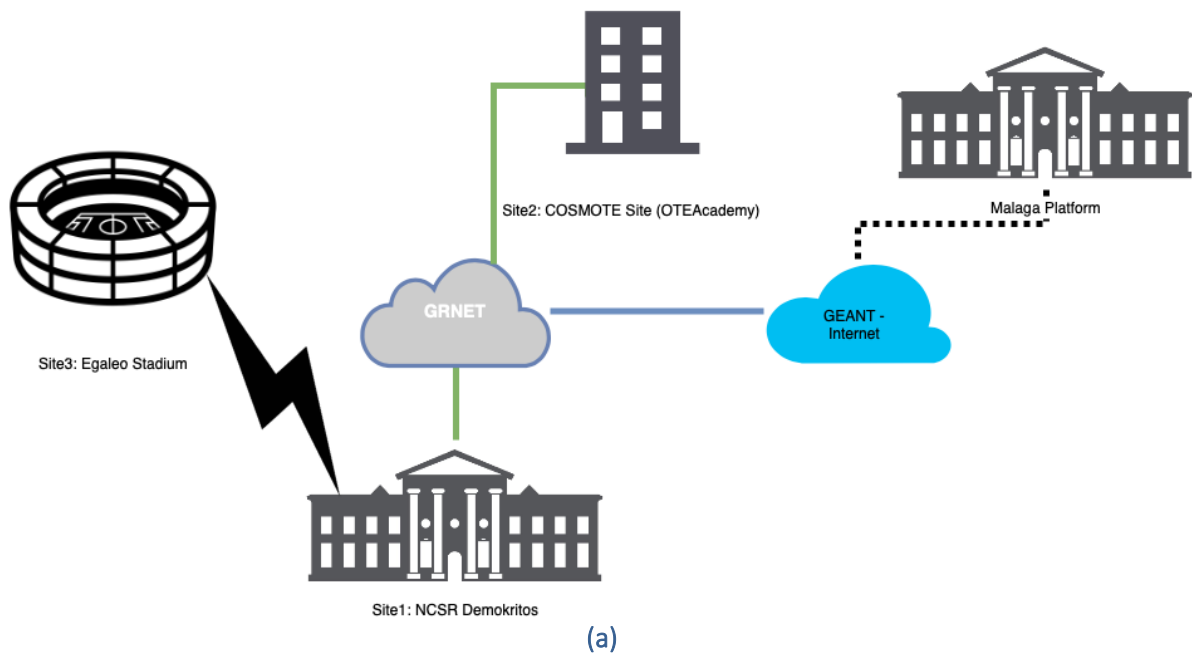 Site2: COSMOTE Site (OTEAcademy)
Malaga Platform
GRNET
GEANT -
Internet
Site3: Egaleo Stadium
Site1: NCSR Demokritos
(a)